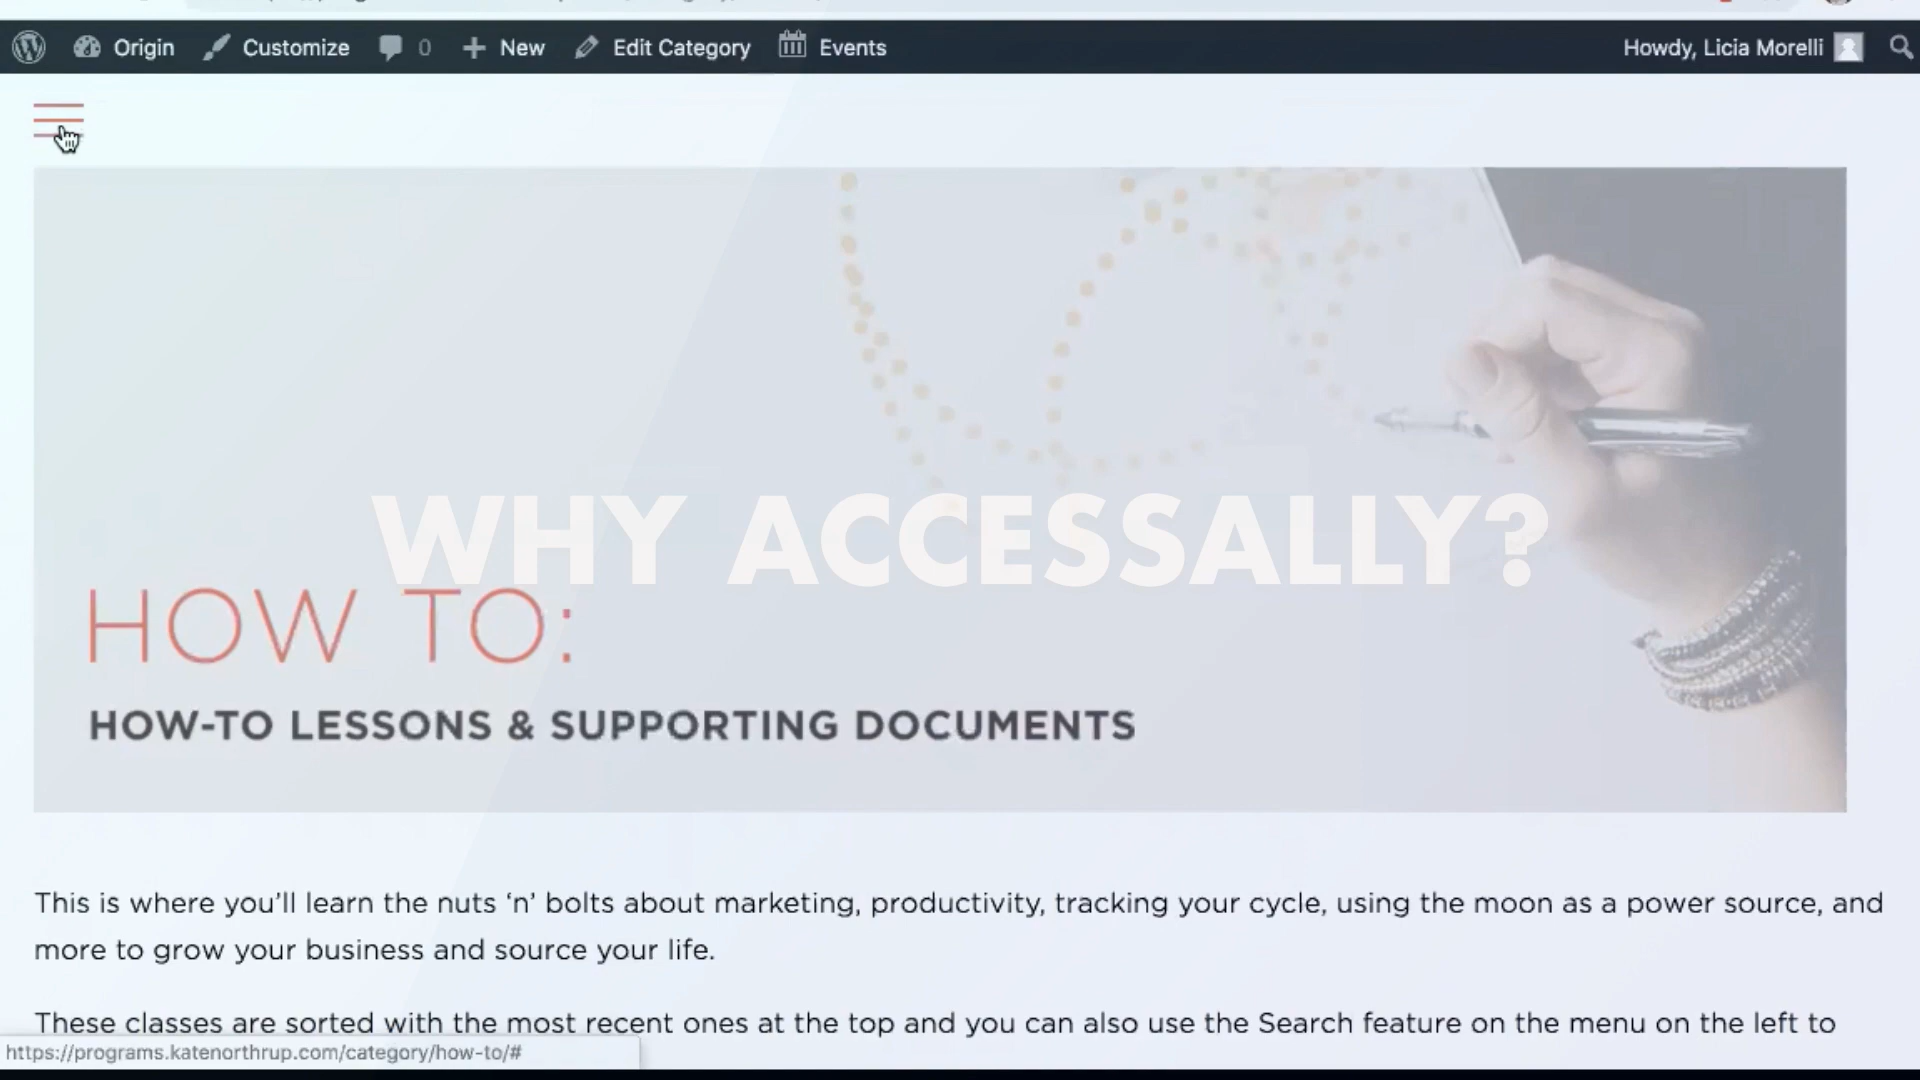 Origin Customize 0 New Edit Category Events Howdy, Licia Morelli
WHY ACCESSALLY?
HOW TO:
HOW-TO LESSONS & SUPPORTING DOCUMENTS
This is where you’ll learn the nuts ‘n’ bolts about marketing, productivity, tracking your cycle, using the moon as a power source, and
more to grow your business and source your life.
These classes are sorted with the most recent ones at the top and you can also use the Search feature on the menu on the left to
https://programs.katenorthrup.com/category/how-to/#